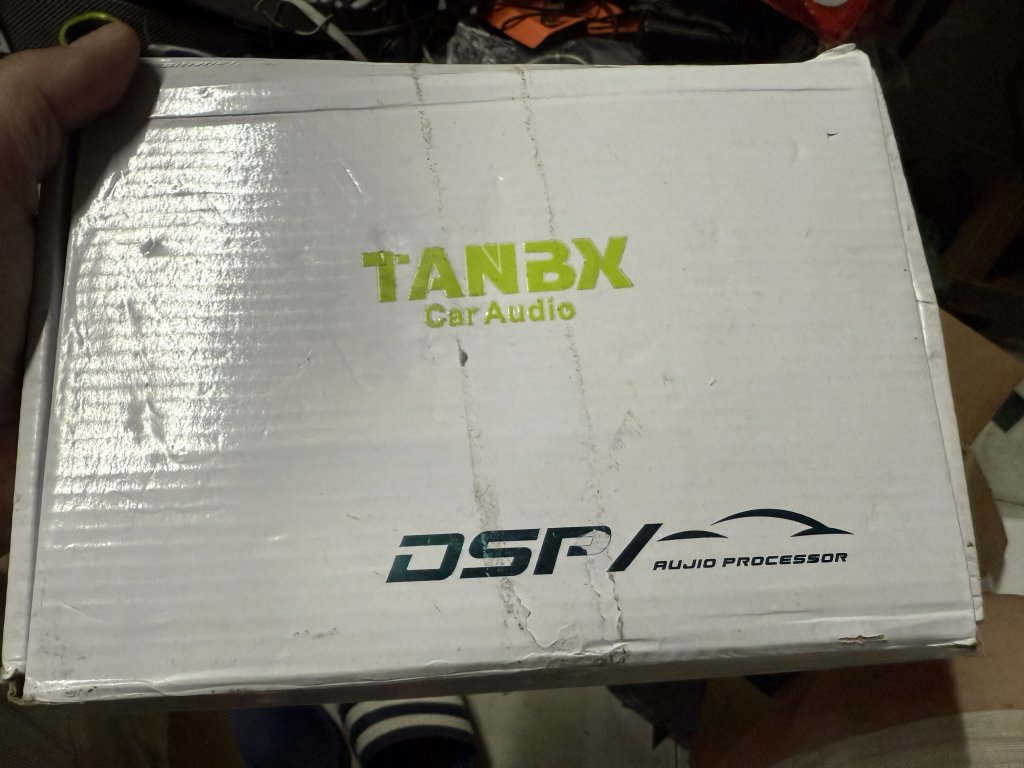 TANBX
Car Audio
DSP/
AUJIO PROCESSOR